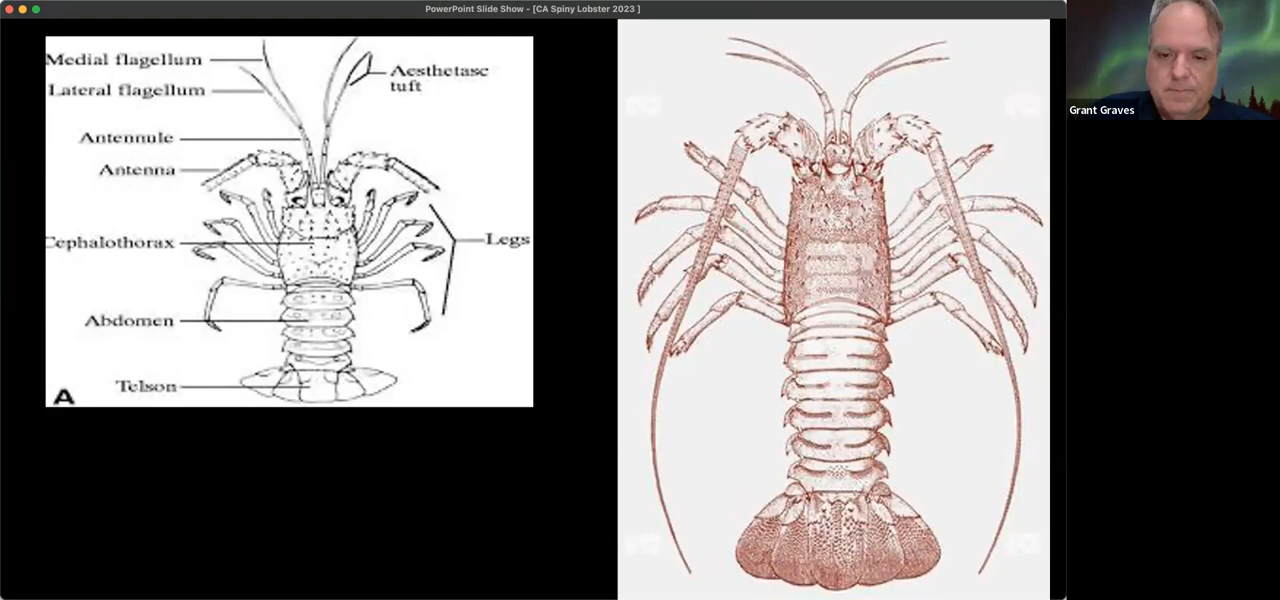 PowerPoint Slide Show - [CA Spiny Lobster 2023 ]
Medial flagellum
Lateral flagellum
Aesthetasc
tuft
Antennule
Antenna
Cephalothorax
Legs
Abdomen
Telson
A
Grant Graves